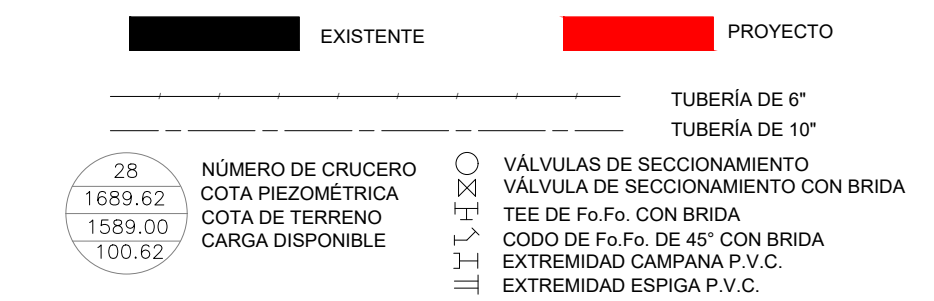 EXISTENTE
PROYECTO
TUBERÍA DE 6"
TUBERÍA DE 10"
28
1689.62
1589.00
100.62
NÚMERO DE CRUCERO
COTA PIEZOMÉTRICA
COTA DE TERRENO
CARGA DISPONIBLE
VÁLVULAS DE SECCIONAMIENTO
VÁLVULA DE SECCIONAMIENTO CON BRIDA
TEE DE Fo.Fo. CON BRIDA
CODO DE Fo.Fo. DE 45° CON BRIDA
EXTREMIDAD CAMPANA P.V.C.
EXTREMIDAD ESPIGA P.V.C.